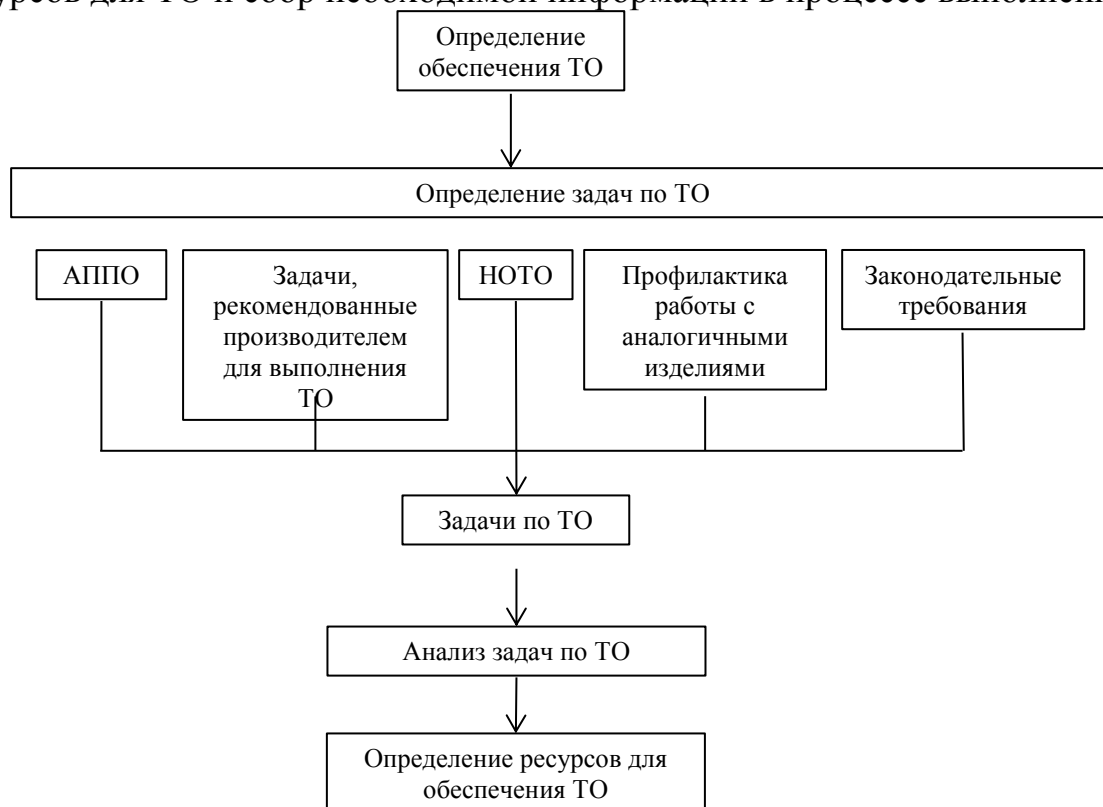 урсов для ТО и сбор необходимой информации в процессе выполнени
Определение
обеспечения ТО
Определение задач по ТО
АППО
Задачи,
рекомендованные
производителем
для выполнения
ТО
НОТО
Профилактика
работы с
аналогичными
изделиями
Законодательные
требования
Задачи по ТО
Анализ задач по ТО
Определение ресурсов для
обеспечения ТО